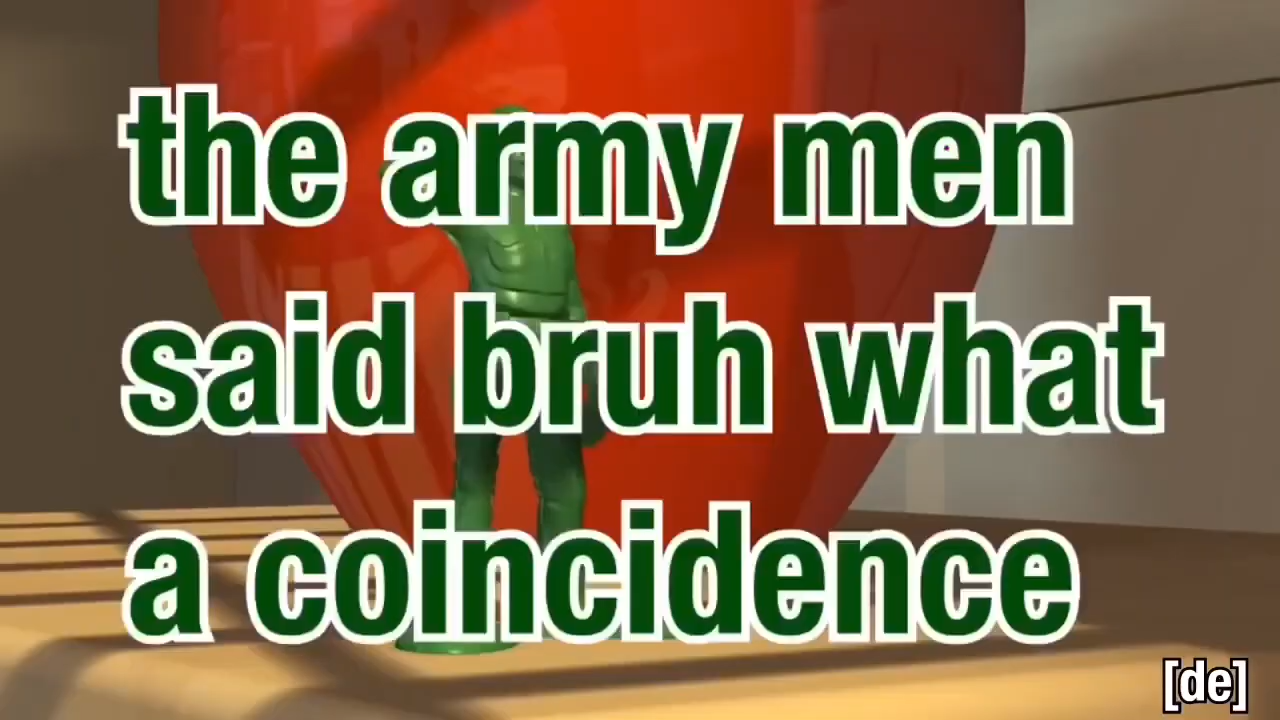 the army men
said bruh what
a coincidence
[de]